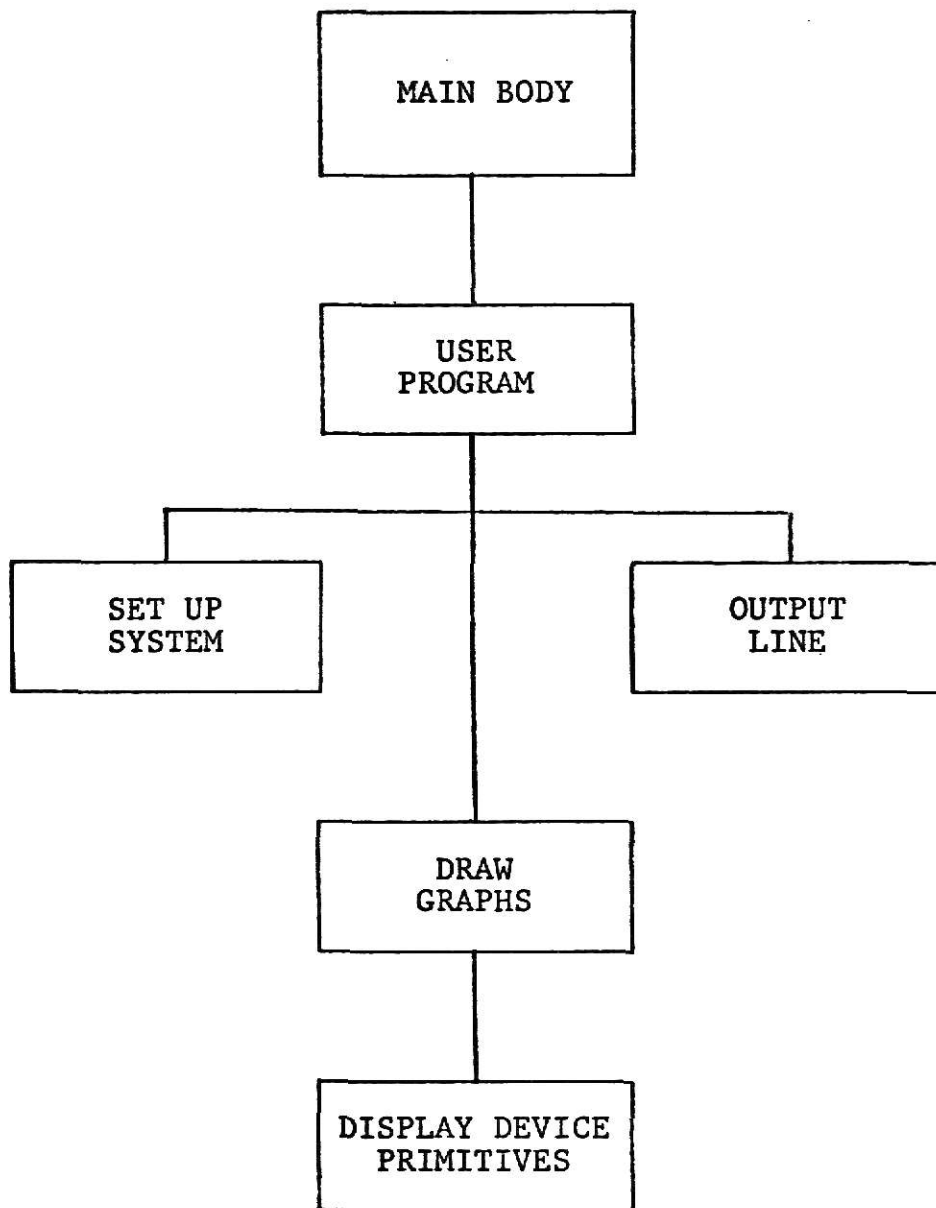 MAIN BODY
USER
PROGRAM
SET UP
SYSTEM
OUTPUT
LINE
DRAW
GRAPHS
DISPLAY DEVICE
PRIMITIVES